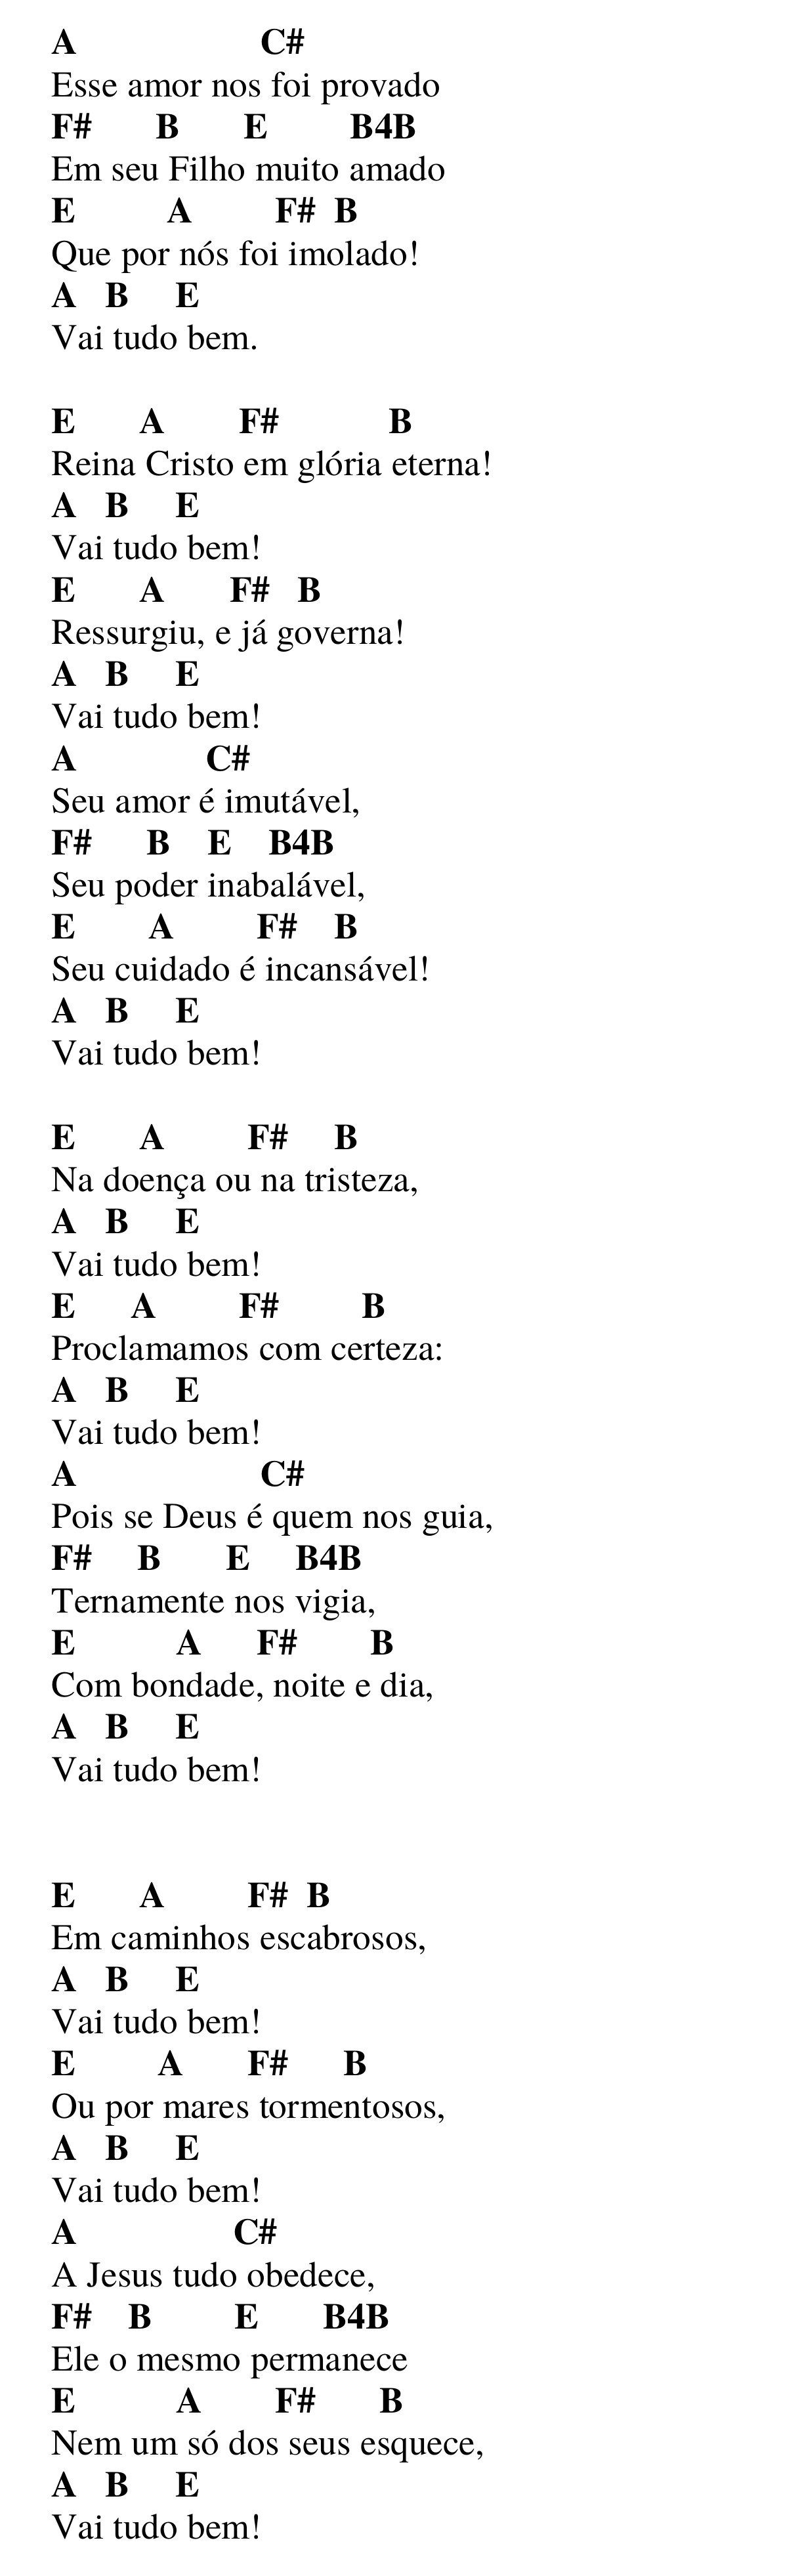 A                    C#
Esse amor nos foi provado
F#       B       E         B4B
Em seu Filho muito amado
E          A         F#  B
Que por nós foi imolado!
A   B     E
Vai tudo bem.

E       A        F#            B
Reina Cristo em glória eterna!
A   B     E
Vai tudo bem!
E       A       F#   B
Ressurgiu, e já governa!
A   B     E
Vai tudo bem!
A              C#
Seu amor é imutável,
F#      B    E    B4B
Seu poder inabalável,
E        A         F#    B
Seu cuidado é incansável!
A   B     E
Vai tudo bem!

E       A         F#     B
Na doença ou na tristeza,
A   B     E
Vai tudo bem!
E      A         F#         B
Proclamamos com certeza:
A   B     E
Vai tudo bem!
A                    C#
Pois se Deus é quem nos guia,
F#     B       E     B4B
Ternamente nos vigia,
E           A      F#        B
Com bondade, noite e dia,
A   B     E
Vai tudo bem!

E       A         F#  B
Em caminhos escabrosos,
A   B     E
Vai tudo bem!
E         A       F#      B
Ou por mares tormentosos,
A   B     E
Vai tudo bem!
A                 C#
A Jesus tudo obedece,
F#    B         E       B4B
Ele o mesmo permanece
E           A        F#       B
Nem um só dos seus esquece,
A   B     E
Vai tudo bem!